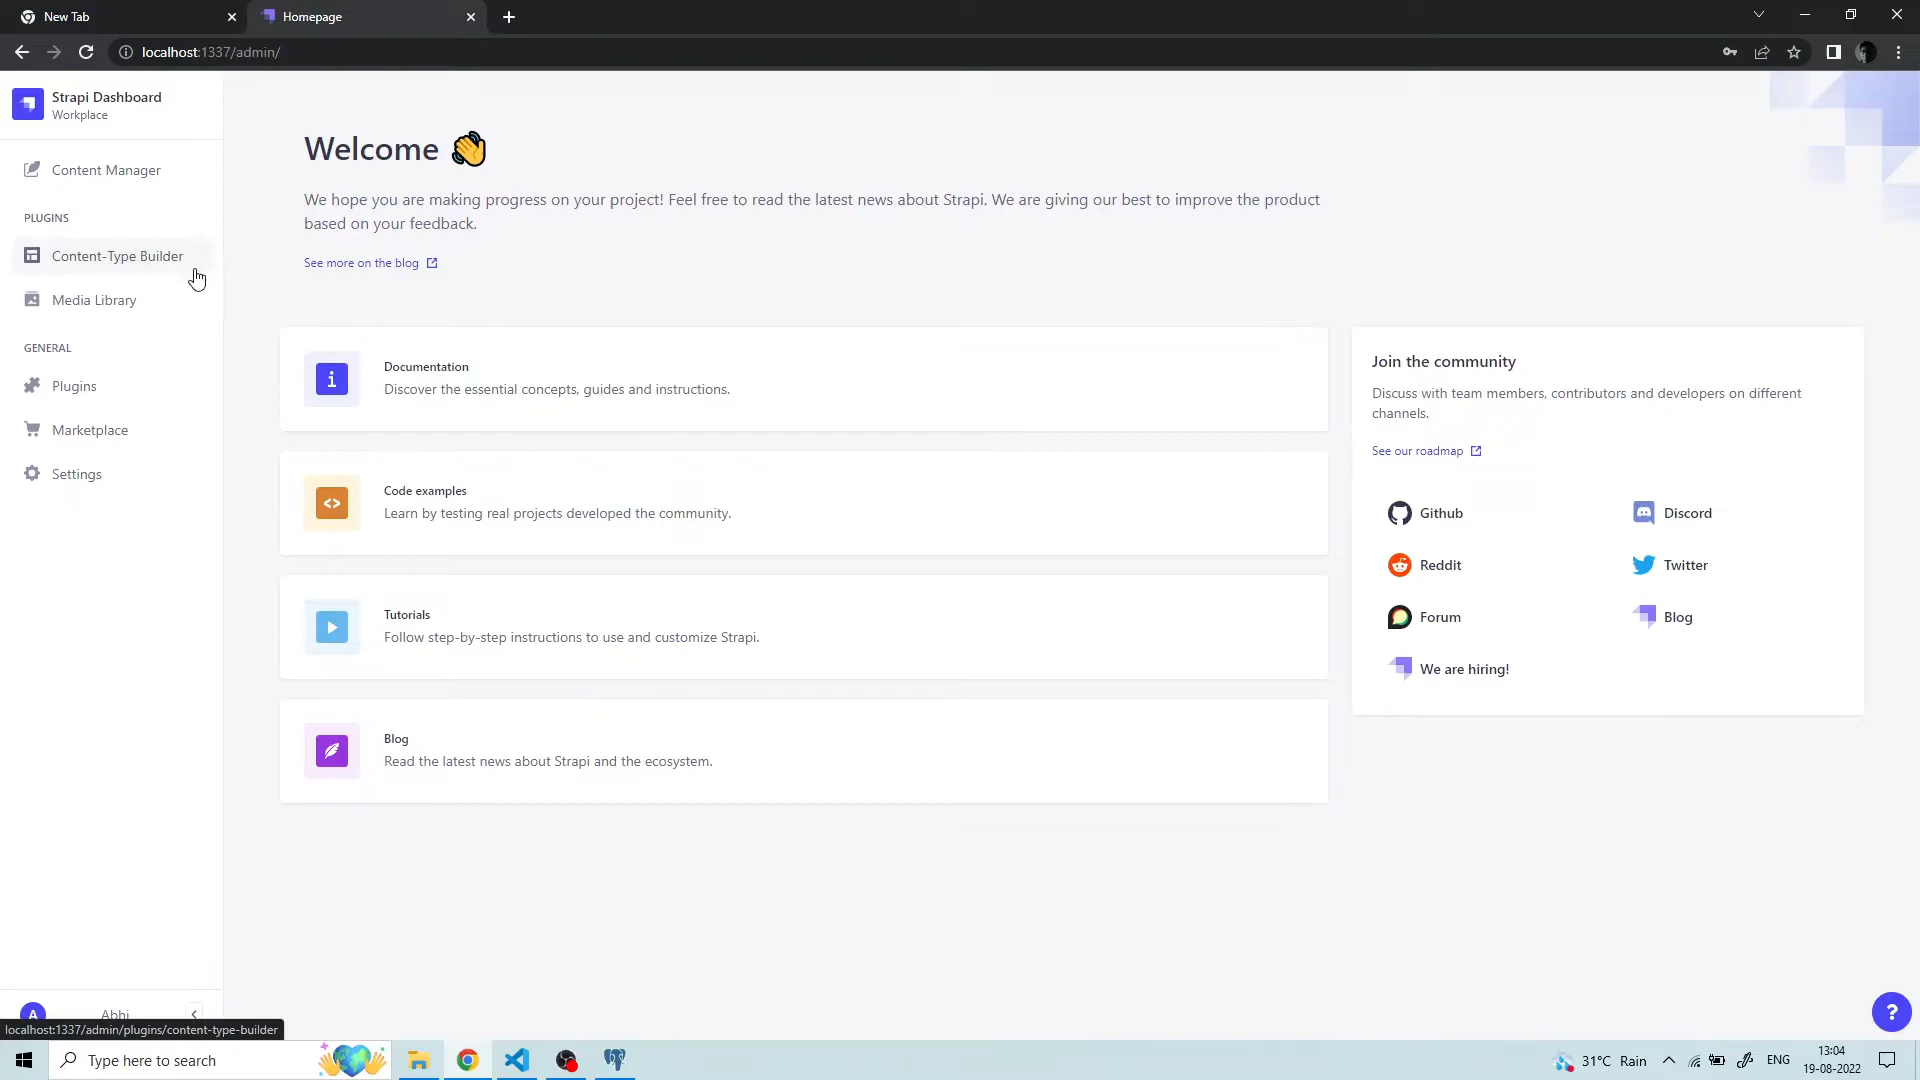 New Tab
Homepage
localhost:1337/admin/
Strapi Dashboard
Workplace
Content Manager
PLUGINS
Content-Type Builder
Media Library
GENERAL
Plugins
Marketplace
Settings
Welcome 👋
We hope you are making progress on your project! Feel free to read the latest news about Strapi. We are giving our best to improve the product
based on your feedback.
See more on the blog
Documentation
Discover the essential concepts, guides and instructions.
Code examples
Learn by testing real projects developed the community.
Tutorials
Follow step-by-step instructions to use and customize Strapi.
Blog
Read the latest news about Strapi and the ecosystem.
Join the community
Discuss with team members, contributors and developers on different
channels.
See our roadmap
Github
Discord
Reddit
Twitter
Forum
Blog
We are hiring!
A
Abhi
localhost:1337/admin/plugins/content-type-builder
?
Type here to search
31°C Rain
ENG
13:04
19-08-2022